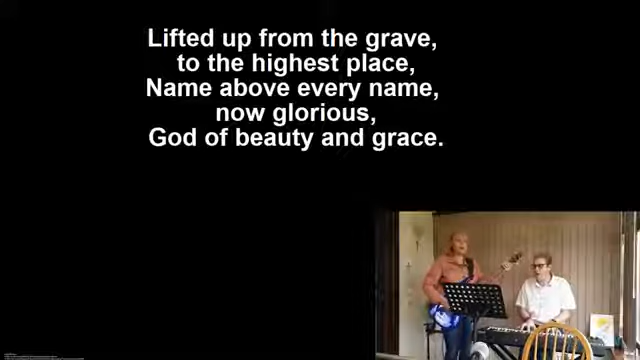 Lifted up from the grave,
to the highest place,
Name above every name,
now glorious,
God of beauty and grace.